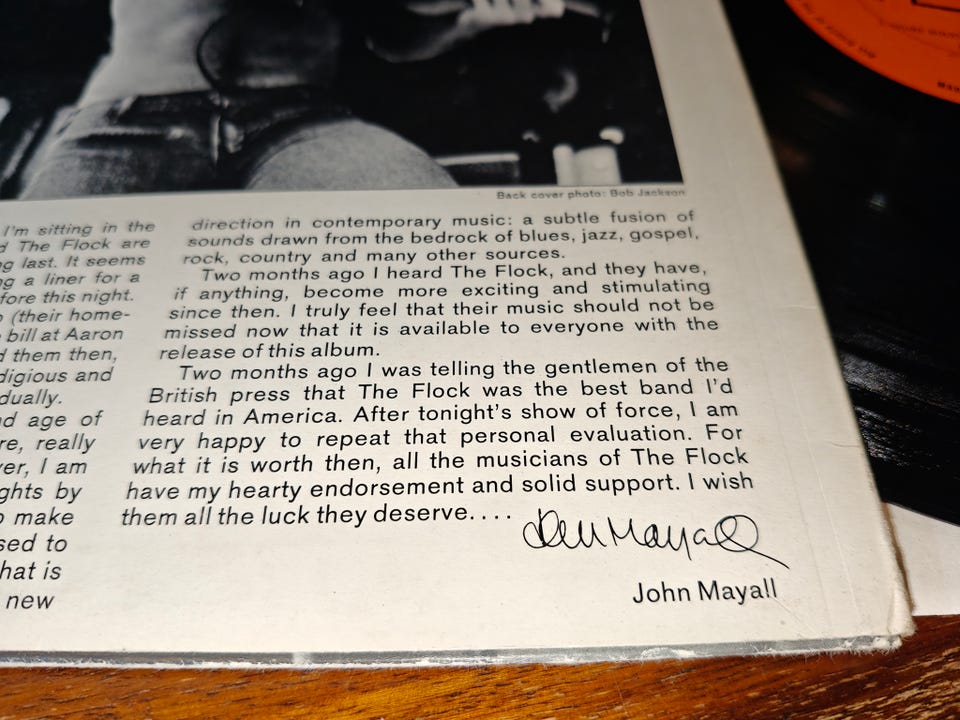 Back cover photo: Bob Jackson
I'm sitting in the
The Flock are
last. It seems
a liner for a
this night.
(their home-
bill at Aaron
them then,
and
age of
really
I am
by
make
to
is
new
direction in contemporary music: a subtle fusion of
sounds drawn from the bedrock of blues, jazz, gospel,
rock, country and many other sources.
Two months ago I heard The Flock, and they have,
if anything, become more exciting and stimulating
since then. I truly feel that their music should not be
missed now that it is available to everyone with the
release of this album.
Two months ago I was telling the gentlemen of the
British press that The Flock was the best band I'd
heard in America. After tonight's show of force, I am
very happy to repeat that personal evaluation. For
what it is worth then, all the musicians of The Flock
have my hearty endorsement and solid support. I wish
them all the luck they deserve....
John Mayall
John Mayall